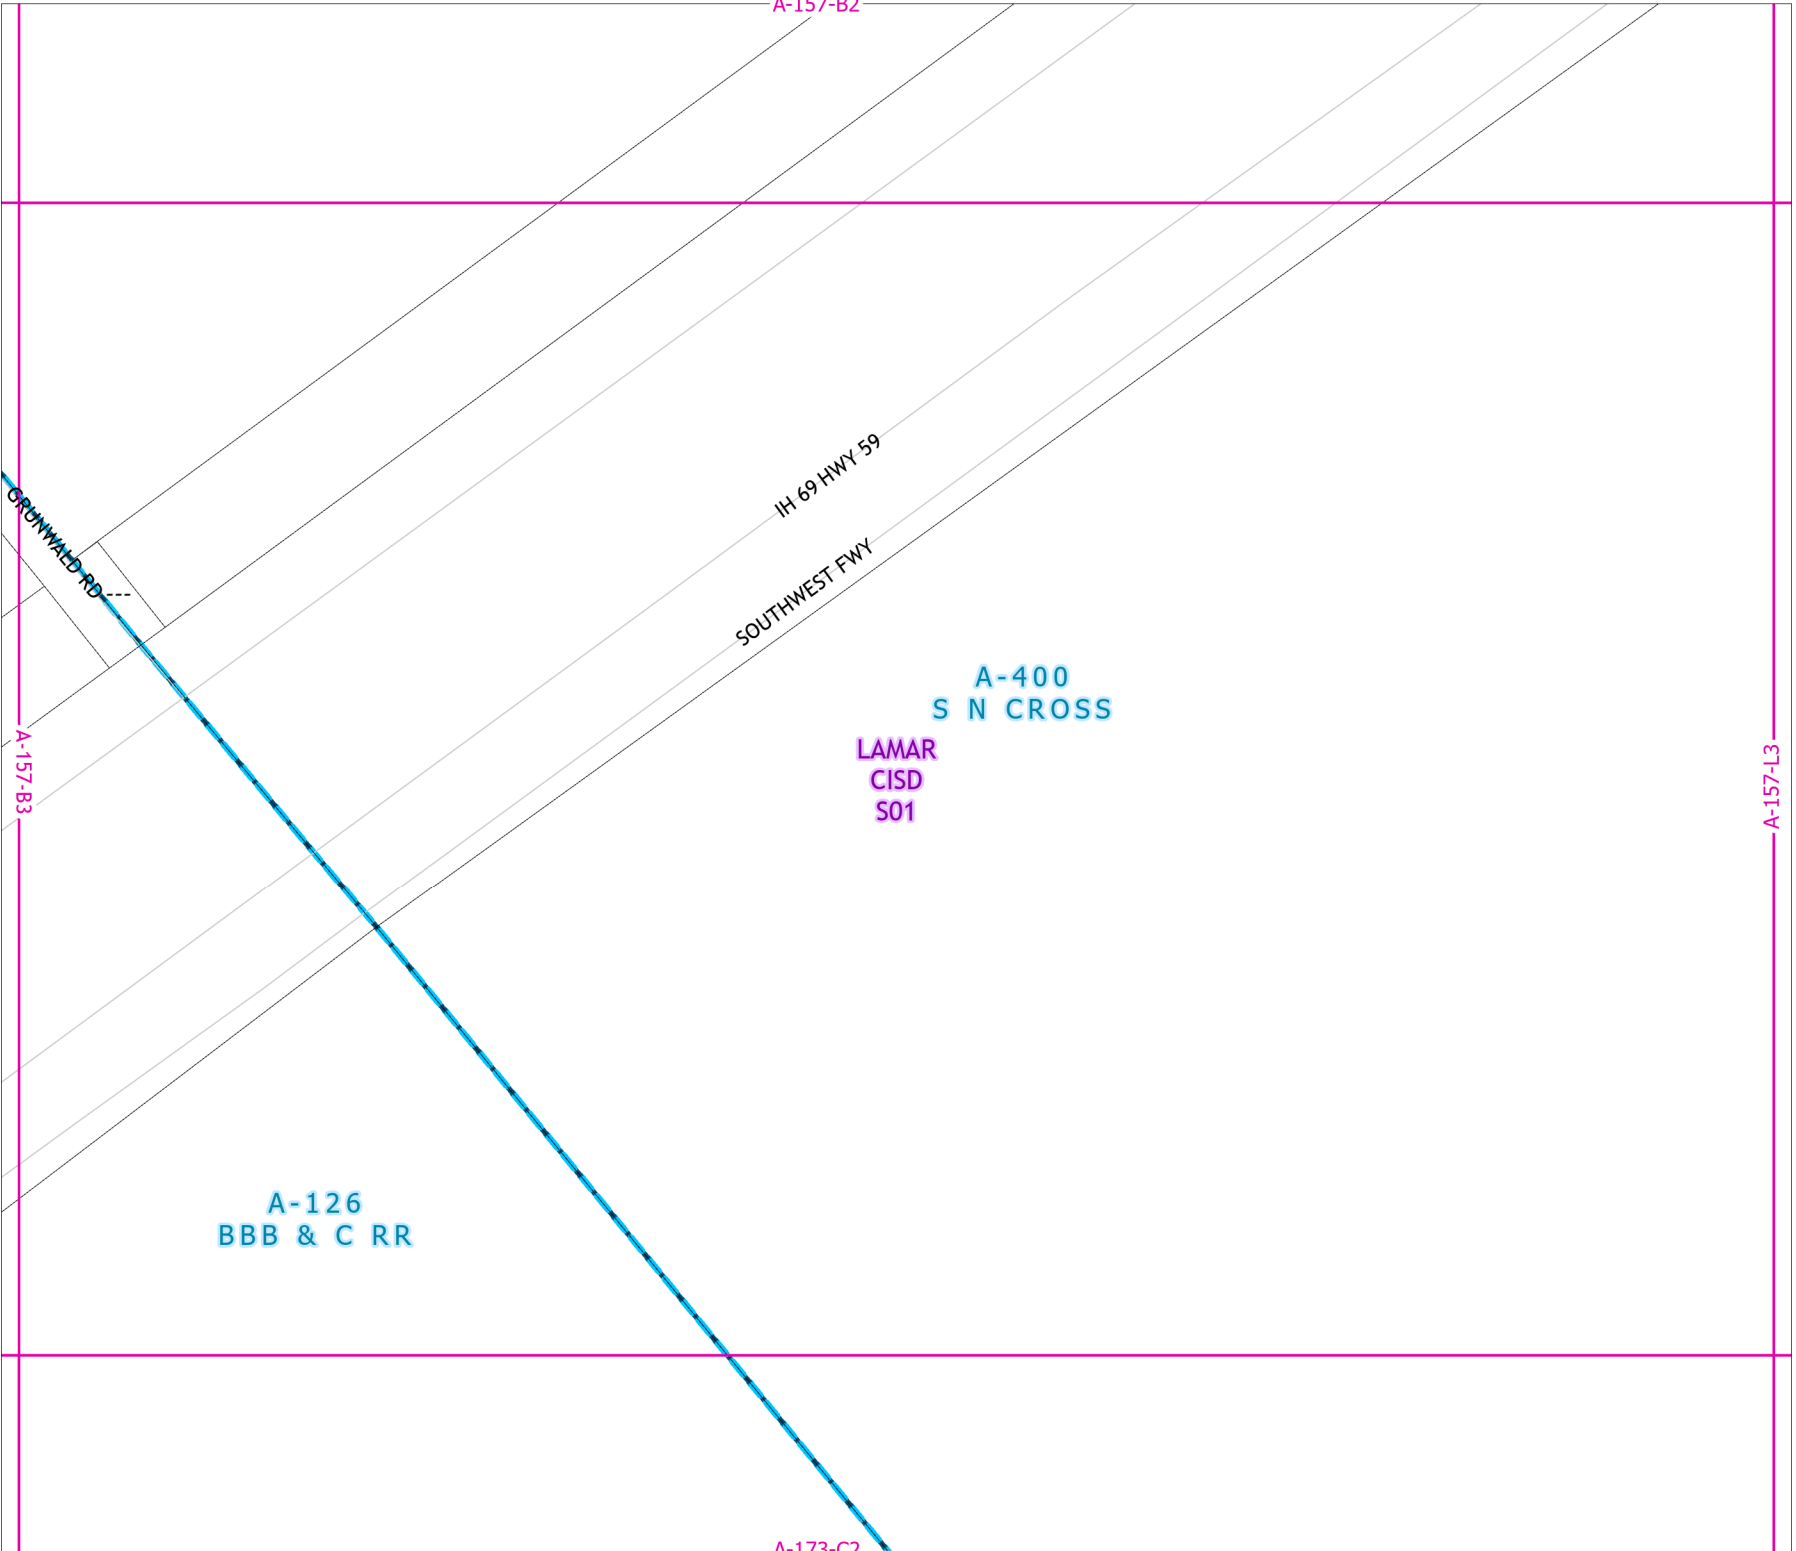 A-157-B2
IH 69 HWY 59
GRUNWALD RD
SOUTHWEST FWY
A-400
S N CROSS
LAMAR
CISD
S01
A-157-B3
A-157-L3
A-126
BBB & C RR
A-173-C2